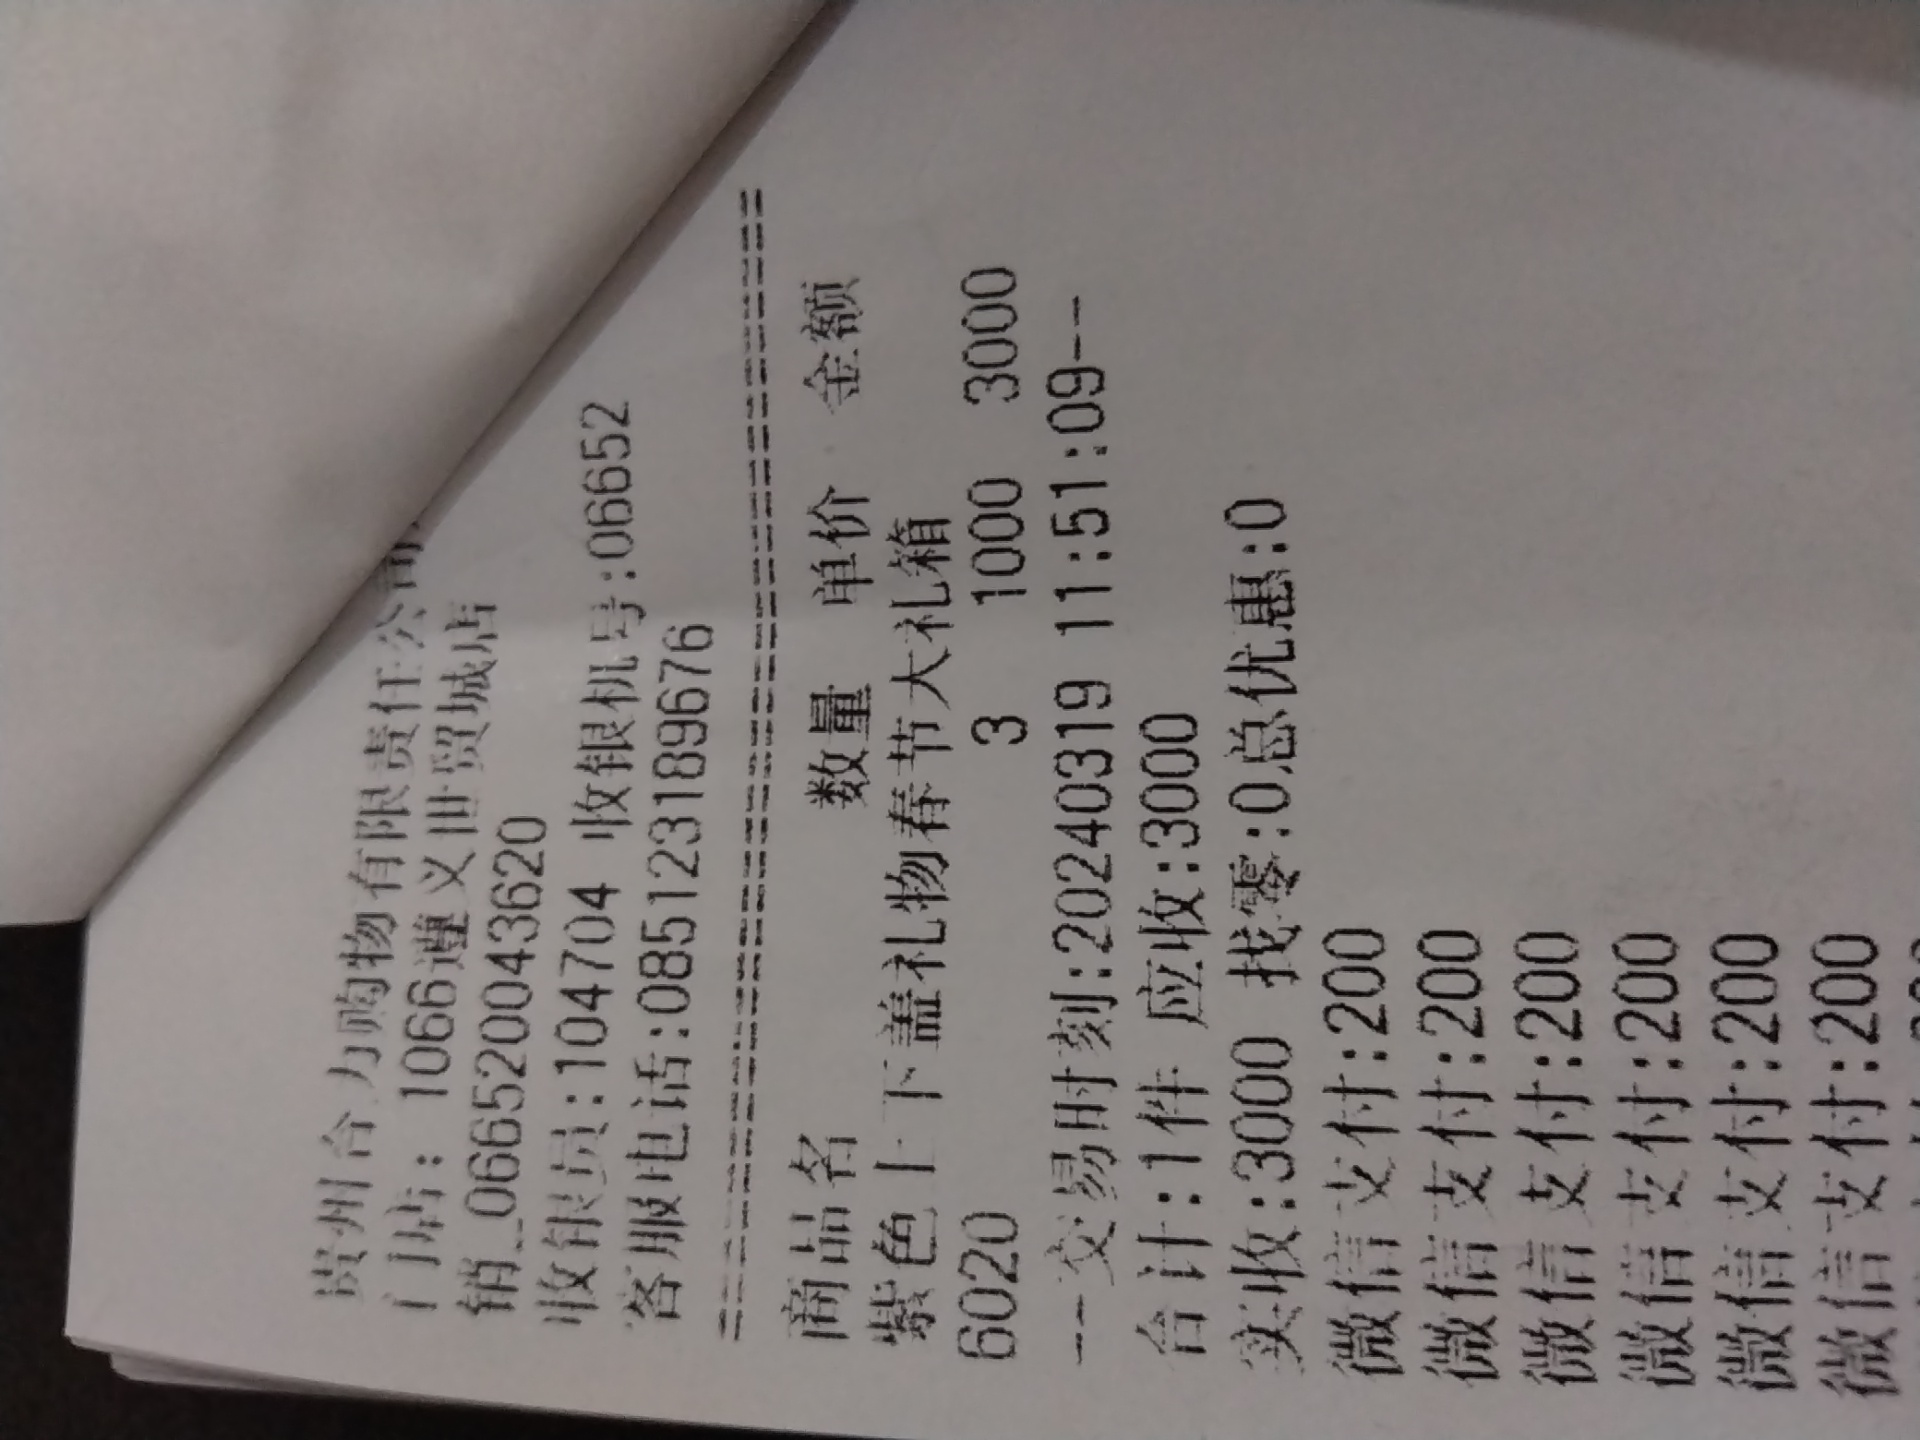 贵州合力购物有限责任公司
门店: 1066遵义世贸城店
销_066520043620
收银员:104704 收银机号:06652
客服电话:085123189676
================================
商品名 数量 单价 金额
紫色上下盖礼物春节大礼箱
6020 3 1000 3000
--交易时刻:20240319 11:51:09--
合计:1件 应收:3000
实收:3000 找零:0总优惠:0
微信支付:200
微信支付:200
微信支付:200
微信支付:200
微信支付:200
微信支付:200